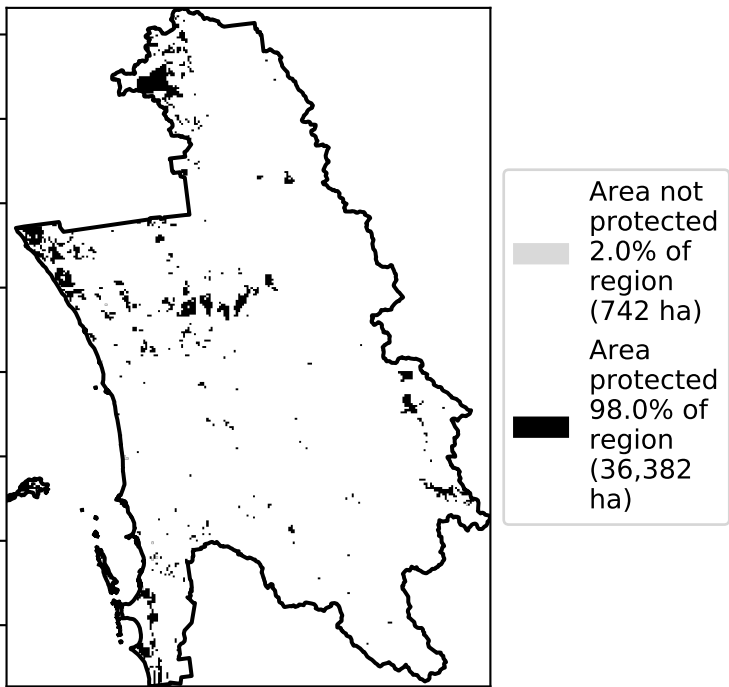 Area not
protected
2.0% of
region
(742 ha)
Area
protected
98.0% of
region
(36,382
ha)